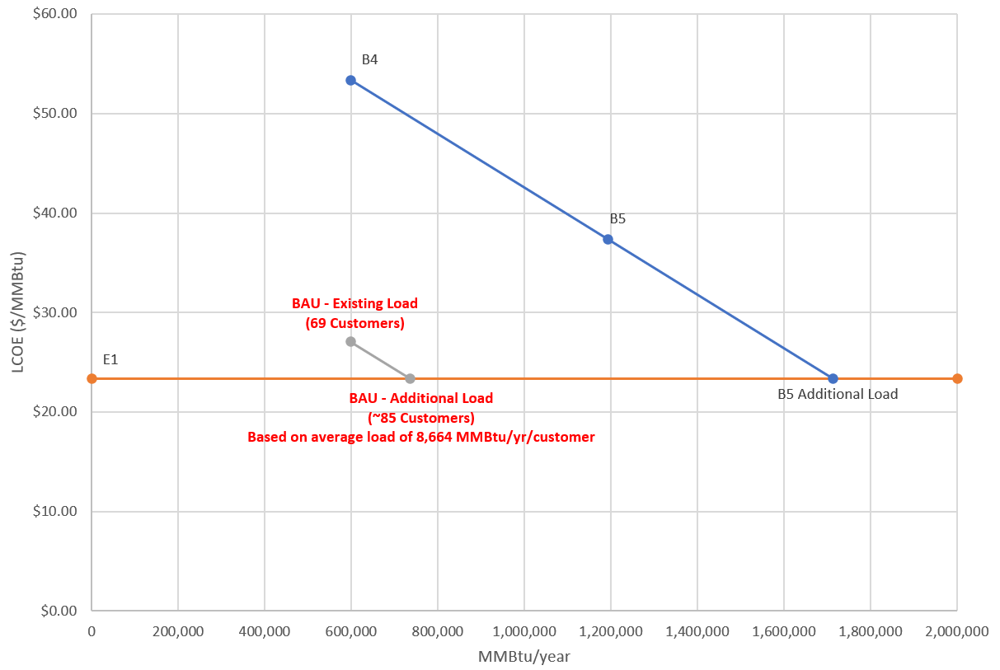 $60.00
B4
$50.00
$40.00
B5
LCOE ($/MMBtu)
$30.00
BAU - Existing Load
(69 Customers)
E1
$20.00
BAU - Additional Load
(~85 Customers)
Based on average load of 8,664 MMBtu/yr/customer
B5 Additional Load
$10.00
$0.00
0 200,000 400,000 600,000 800,000 1,000,000 1,200,000 1,400,000 1,600,000 1,800,000 2,000,000
MMBtu/year